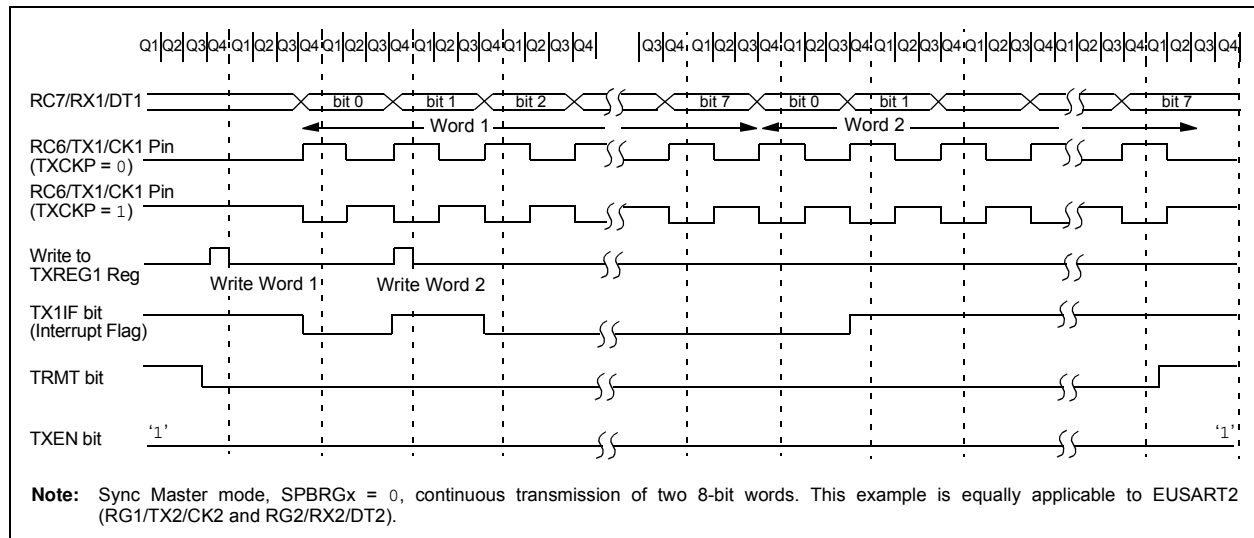 Q1 Q2 Q3 Q4 Q1 Q2 Q3 Q4 Q1 Q2 Q3 Q4 Q1 Q2 Q3 Q4 Q1 Q2 Q3 Q4 Q3 Q4 Q1 Q2 Q3 Q4 Q1 Q2 Q3 Q4 Q1 Q2 Q3 Q4 Q1 Q2 Q3 Q4 Q1 Q2 Q3 Q4 Q1 Q2 Q3 Q4
RC7/RX1/DT1 bit 0 bit 1 bit 2 bit 7 bit 0 bit 1 bit 7
Word 1 Word 2
RC6/TX1/CK1 Pin
(TXCKP = 0)
RC6/TX1/CK1 Pin
(TXCKP = 1)
Write to
TXREG1 Reg
Write Word 1 Write Word 2
TX1IF bit
(Interrupt Flag)
TRMT bit
TXEN bit
‘1’ ‘1’
Note: Sync Master mode, SPBRGx = 0, continuous transmission of two 8-bit words. This example is equally applicable to EUSART2
(RG1/TX2/CK2 and RG2/RX2/DT2).